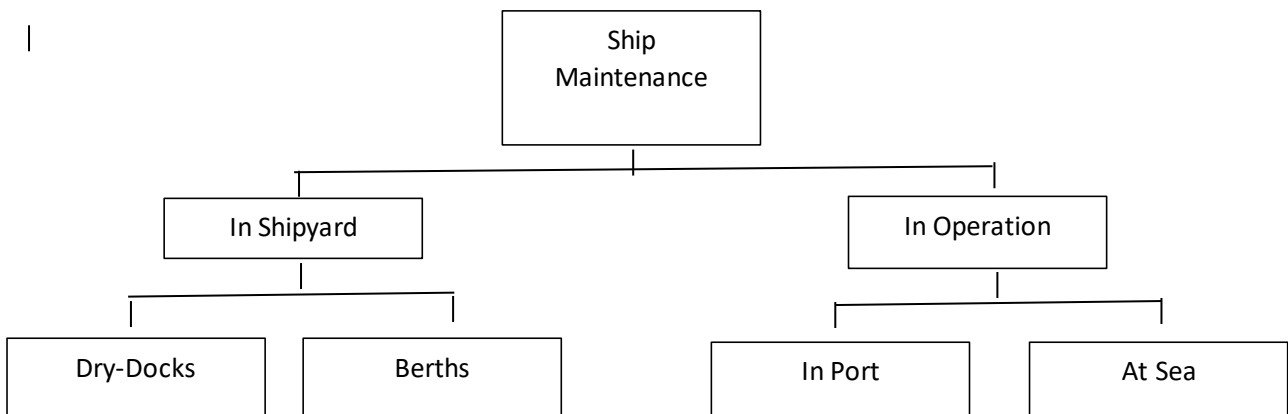 Ship
Maintenance
In Shipyard
In Operation
Dry-Docks
Berths
In Port
At Sea